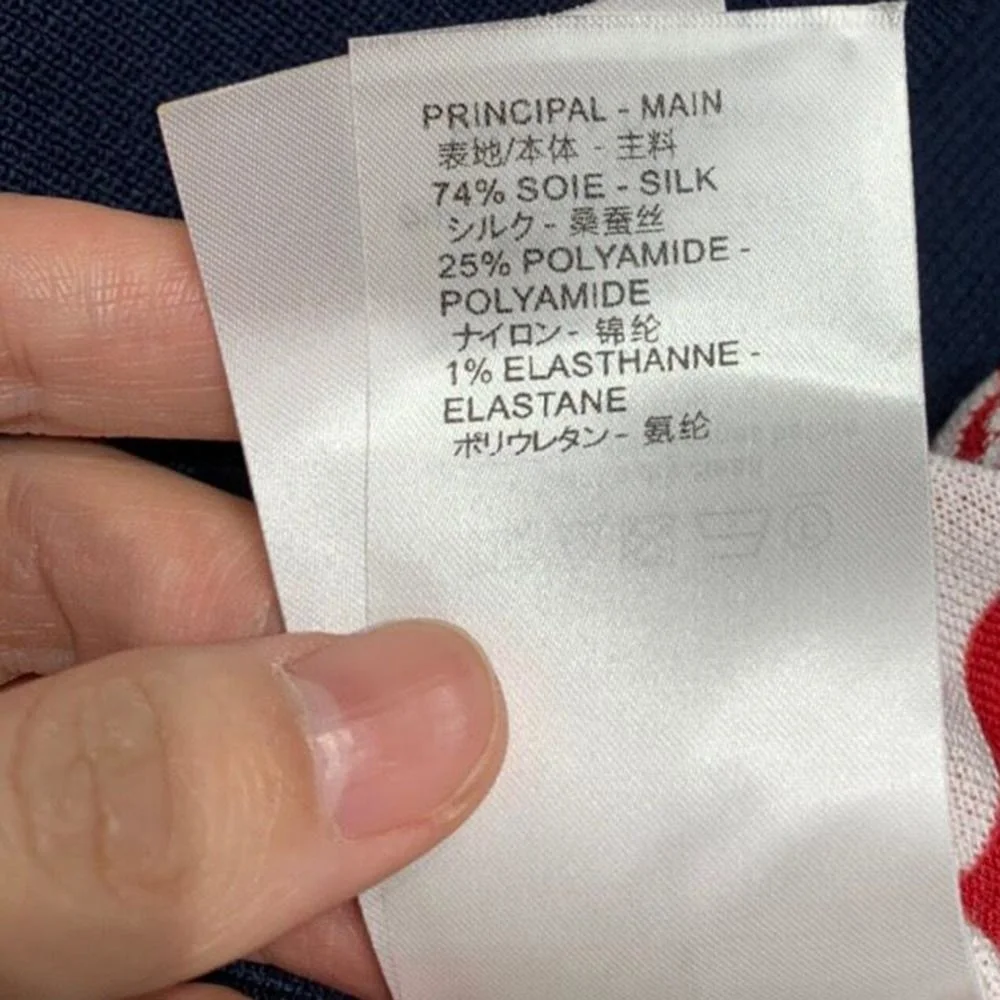 PRINCIPAL - MAIN
表地/本体 - 主料
74% SOIE - SILK
シルク - 桑蚕丝
25% POLYAMIDE -
POLYAMIDE
ナイロン - 锦纶
1% ELASTHANNE -
ELASTANE
ポリウレタン - 氨纶